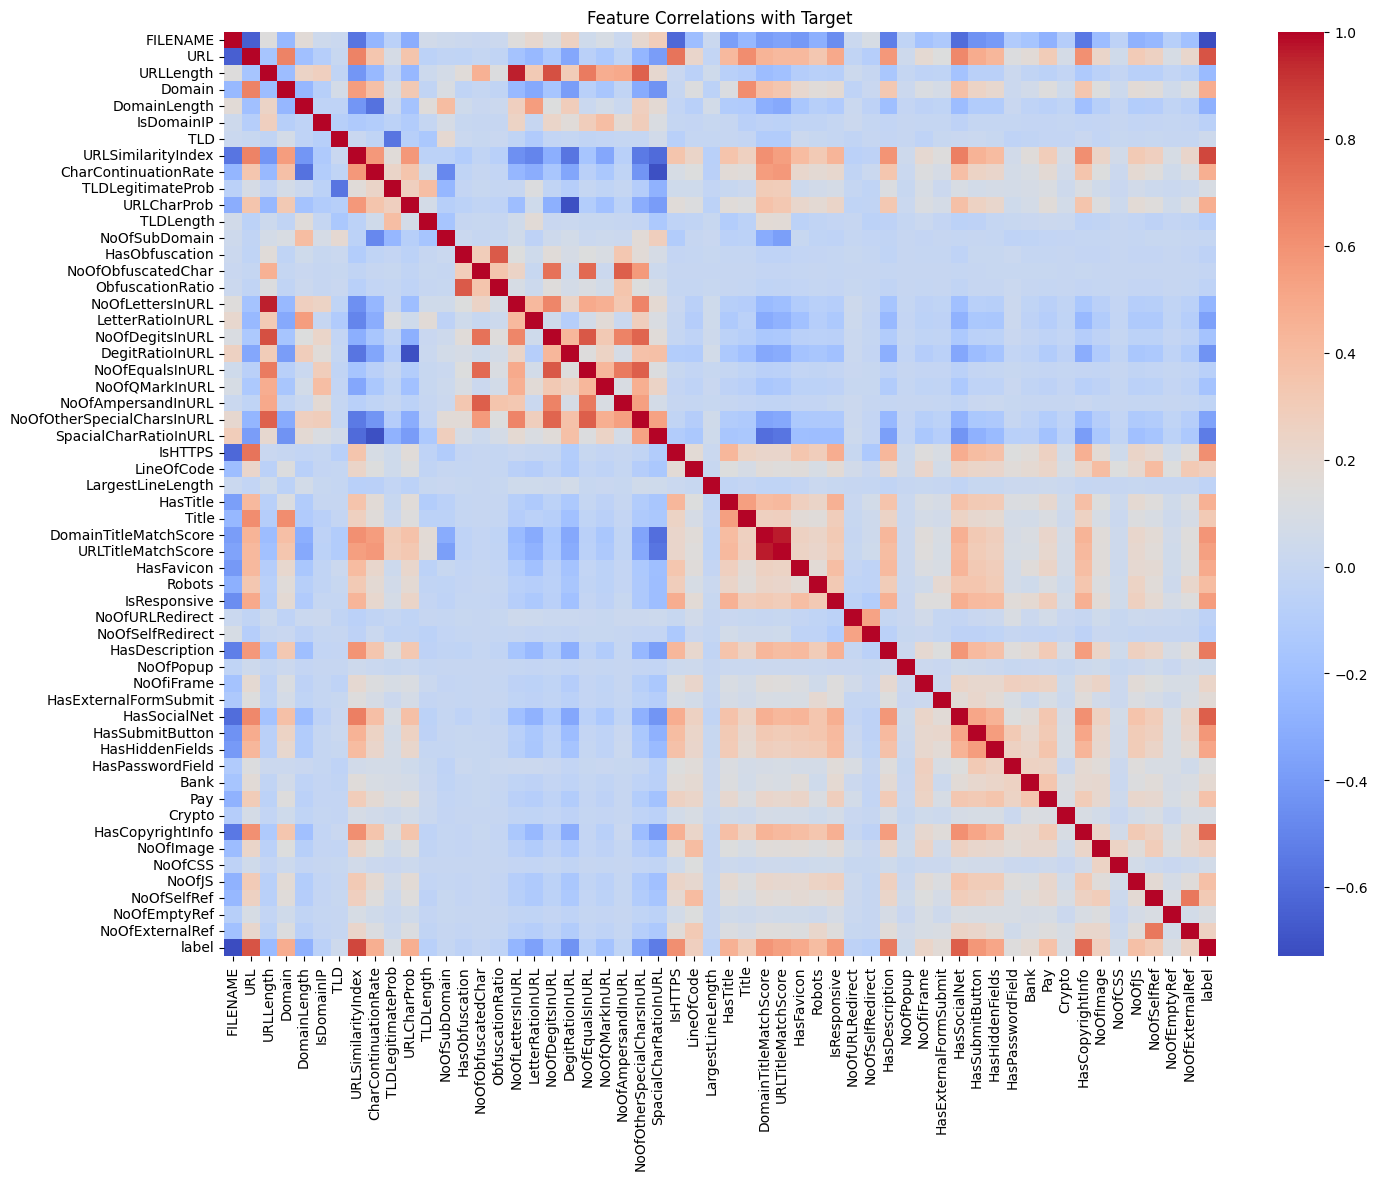 Feature Correlations with Target
FILENAME
URL
URLLength
Domain
DomainLength
IsDomainIP
TLD
URLSimilarityIndex
CharContinuationRate
TLDLegitimateProb
URLCharProb
TLDLength
NoOfSubDomain
HasObfuscation
NoOfObfuscatedChar
ObfuscationRatio
NoOfLettersInURL
LetterRatioInURL
NoOfDegitsInURL
DegitRatioInURL
NoOfEqualsInURL
NoOfQMarkInURL
NoOfAmpersandInURL
NoOfOtherSpecialCharsInURL
SpacialCharRatioInURL
IsHTTPS
LineOfCode
LargestLineLength
HasTitle
Title
DomainTitleMatchScore
URLTitleMatchScore
HasFavicon
Robots
IsResponsive
NoOfURLRedirect
NoOfSelfRedirect
HasDescription
NoOfPopup
NoOfiFrame
HasExternalFormSubmit
HasSocialNet
HasSubmitButton
HasHiddenFields
HasPasswordField
Bank
Pay
Crypto
HasCopyrightInfo
NoOfImage
NoOfCSS
NoOfJS
NoOfSelfRef
NoOfEmptyRef
NoOfExternalRef
label
FILENAME
URL
URLLength
Domain
DomainLength
IsDomainIP
TLD
URLSimilarityIndex
CharContinuationRate
TLDLegitimateProb
URLCharProb
TLDLength
NoOfSubDomain
HasObfuscation
NoOfObfuscatedChar
ObfuscationRatio
NoOfLettersInURL
LetterRatioInURL
NoOfDegitsInURL
DegitRatioInURL
NoOfEqualsInURL
NoOfQMarkInURL
NoOfAmpersandInURL
NoOfOtherSpecialCharsInURL
SpacialCharRatioInURL
IsHTTPS
LineOfCode
LargestLineLength
HasTitle
Title
DomainTitleMatchScore
URLTitleMatchScore
HasFavicon
Robots
IsResponsive
NoOfURLRedirect
NoOfSelfRedirect
HasDescription
NoOfPopup
NoOfiFrame
HasExternalFormSubmit
HasSocialNet
HasSubmitButton
HasHiddenFields
HasPasswordField
Bank
Pay
Crypto
HasCopyrightInfo
NoOfImage
NoOfCSS
NoOfJS
NoOfSelfRef
NoOfEmptyRef
NoOfExternalRef
label
1.0
0.8
0.6
0.4
0.2
0.0
−0.2
−0.4
−0.6